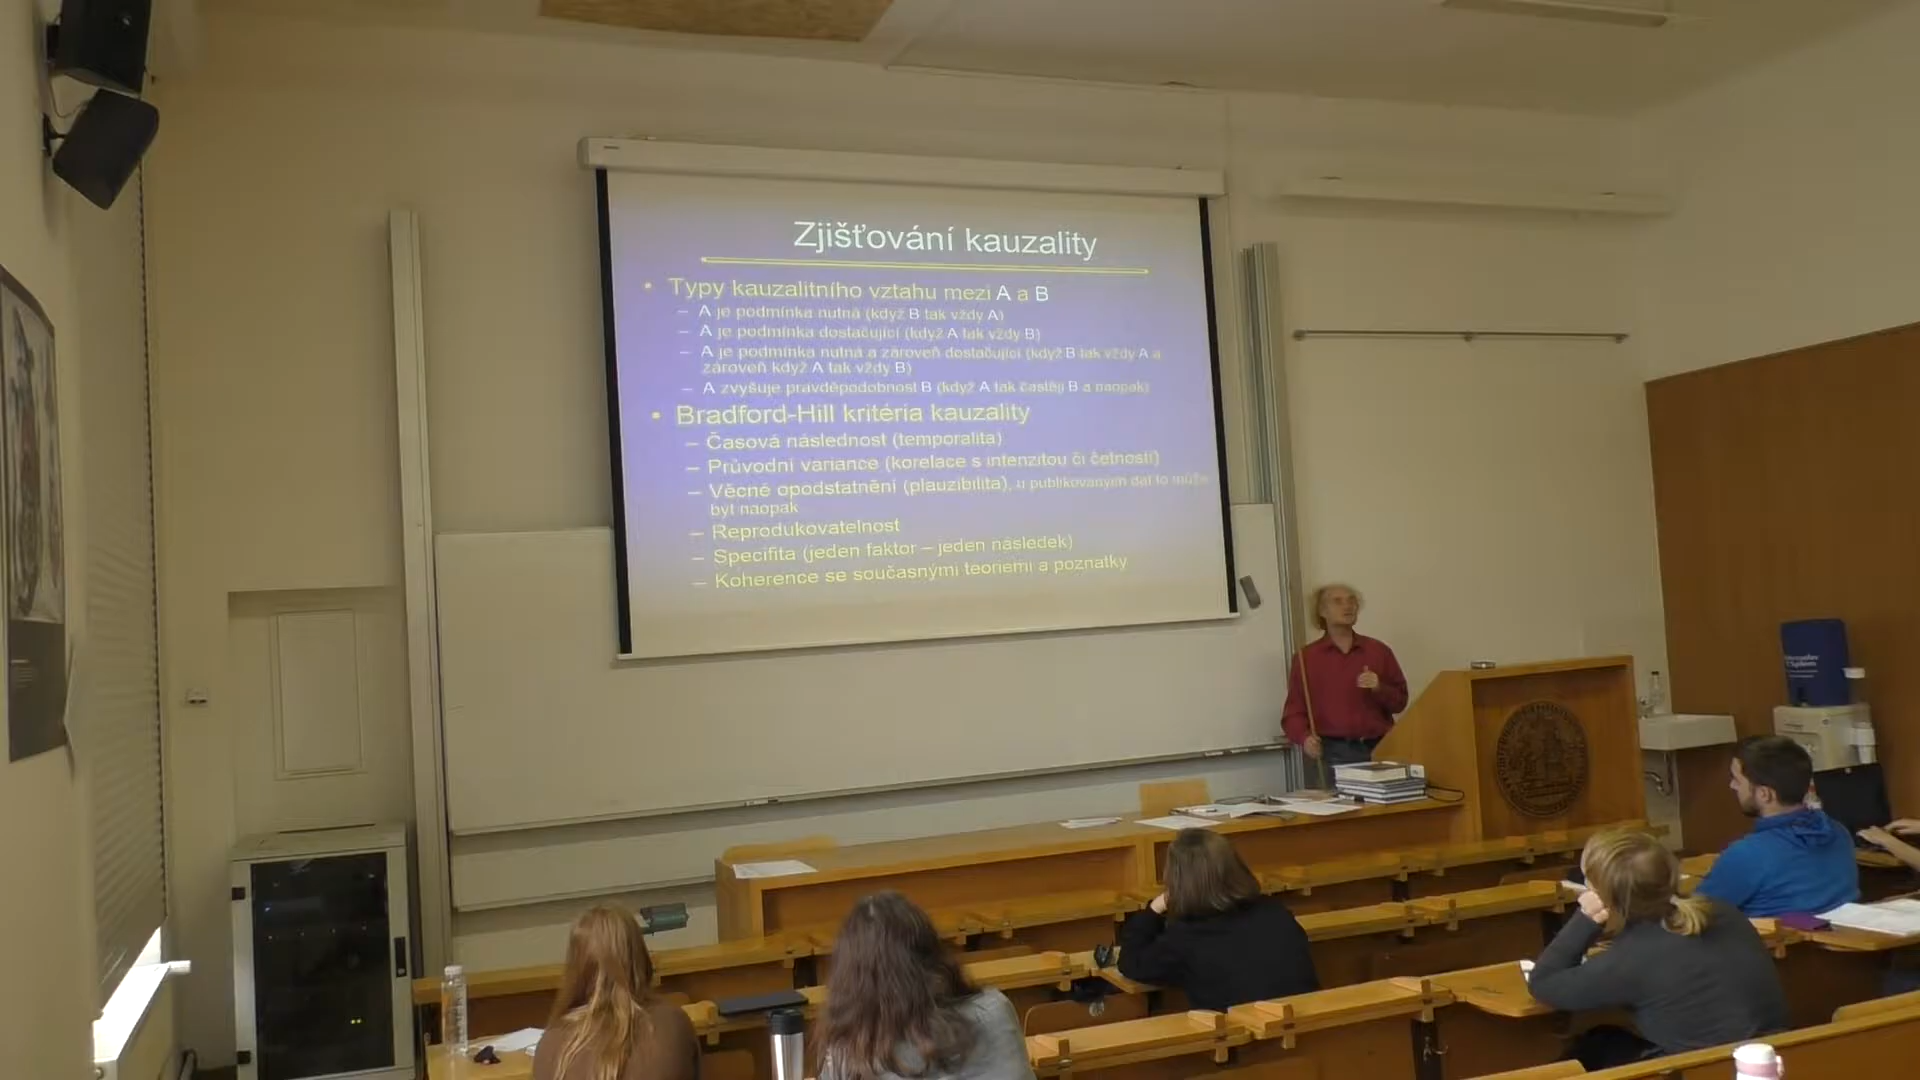 Zjišťování kauzality
• Typy kauzalitního vztahu mezi A a B
– A je podmínka nutná (když B tak vždy A)
– A je podmínka dostačující (když A tak vždy B)
– A je podmínka nutná a zároveň dostačující (když B tak vždy A a
zároveň když A tak vždy B)
– A zvyšuje pravděpodobnost B (když A tak častěji B a naopak)
• Bradford-Hill kritéria kauzality
– Časová následnost (temporalita)
– Průvodní variance (korelace s intenzitou či četností)
– Věcné opodstatnění (plauzibilita), u publikovaných dat to může
být naopak
– Reprodukovatelnost
– Specifita (jeden faktor – jeden následek)
– Koherence se současnými teoriemi a poznatky